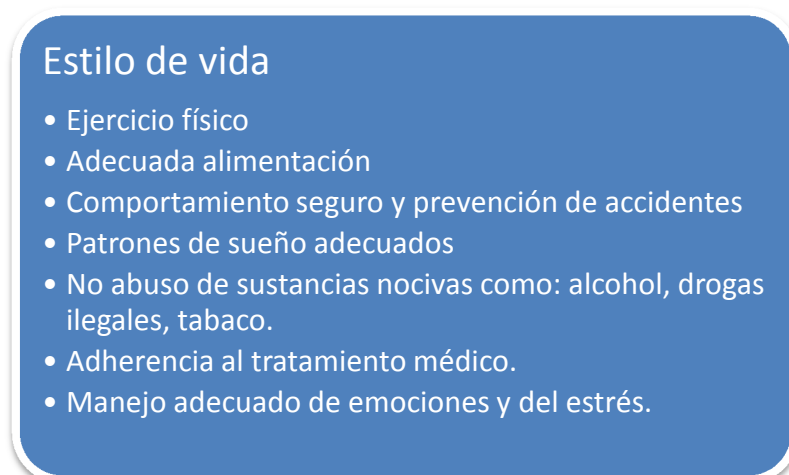 Estilo de vida
• Ejercicio físico
• Adecuada alimentación
• Comportamiento seguro y prevención de accidentes
• Patrones de sueño adecuados
• No abuso de sustancias nocivas como: alcohol, drogas
ilegales, tabaco.
• Adherencia al tratamiento médico.
• Manejo adecuado de emociones y del estrés.